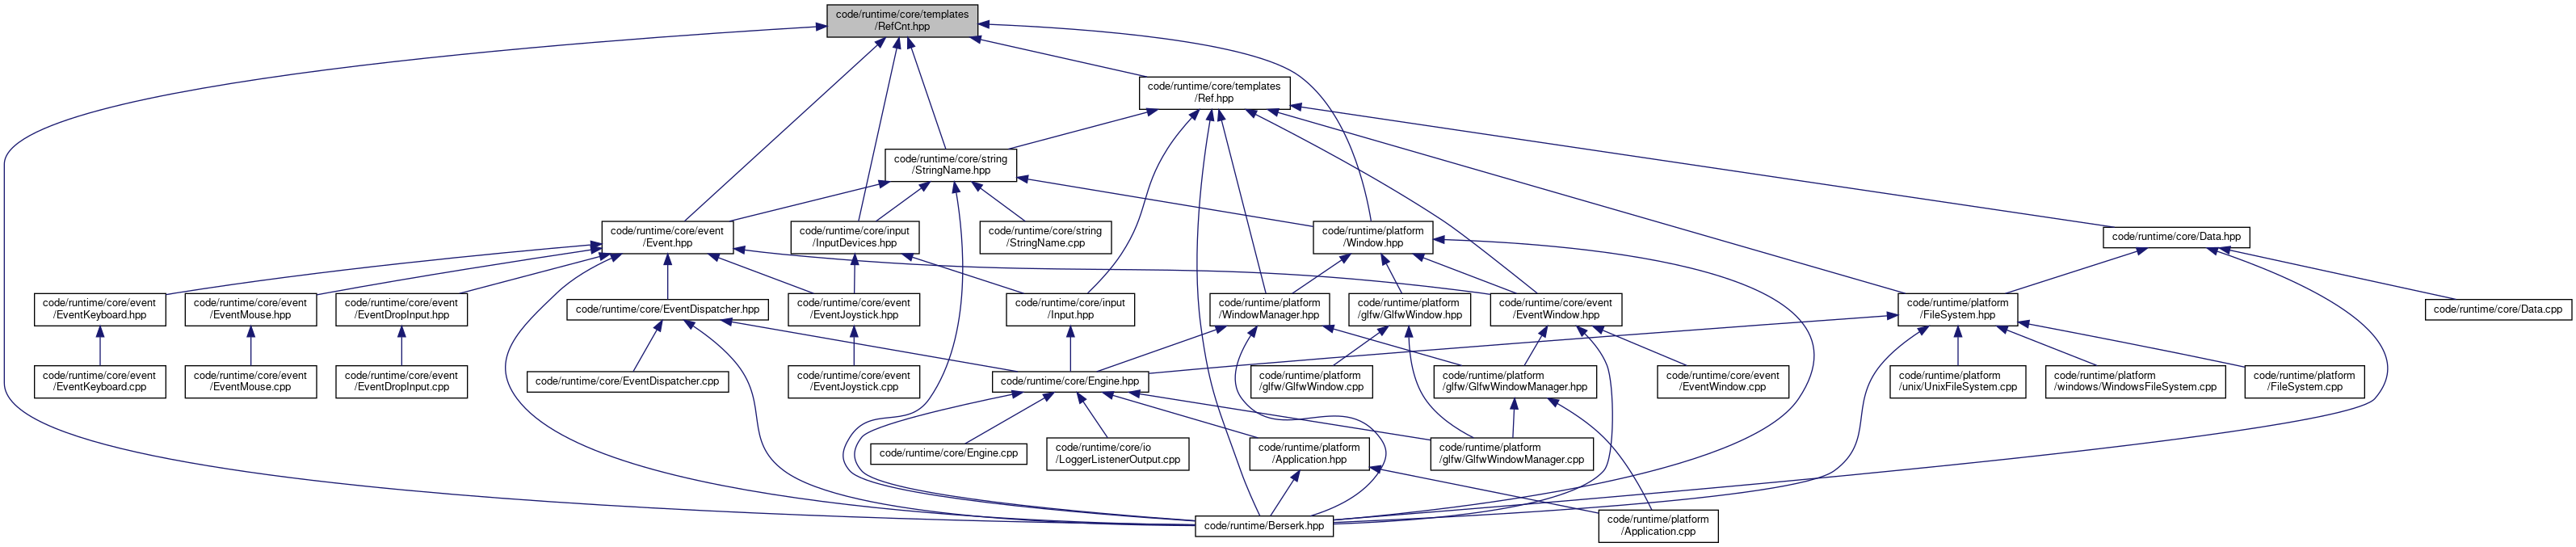 code/runtime/core/templates
/RefCnt.hpp
code/runtime/core/templates
/Ref.hpp
code/runtime/core/string
/StringName.hpp
code/runtime/core/event
/Event.hpp
code/runtime/core/input
/InputDevices.hpp
code/runtime/core/string
/StringName.cpp
code/runtime/platform
/Window.hpp
code/runtime/core/Data.hpp
code/runtime/core/event
/EventKeyboard.hpp
code/runtime/core/event
/EventMouse.hpp
code/runtime/core/event
/EventDropInput.hpp
code/runtime/core/EventDispatcher.hpp
code/runtime/core/event
/EventJoystick.hpp
code/runtime/core/input
/Input.hpp
code/runtime/platform
/WindowManager.hpp
code/runtime/platform
/glfw/GlfwWindow.hpp
code/runtime/core/event
/EventWindow.hpp
code/runtime/platform
/FileSystem.hpp
code/runtime/core/Data.cpp
code/runtime/core/event
/EventKeyboard.cpp
code/runtime/core/event
/EventMouse.cpp
code/runtime/core/event
/EventDropInput.cpp
code/runtime/core/EventDispatcher.cpp
code/runtime/core/event
/EventJoystick.cpp
code/runtime/core/Engine.hpp
code/runtime/platform
/glfw/GlfwWindow.cpp
code/runtime/platform
/glfw/GlfwWindowManager.hpp
code/runtime/core/event
/EventWindow.cpp
code/runtime/platform
/unix/UnixFileSystem.cpp
code/runtime/platform
/windows/WindowsFileSystem.cpp
code/runtime/platform
/FileSystem.cpp
code/runtime/core/Engine.cpp
code/runtime/core/io
/LoggerListenerOutput.cpp
code/runtime/platform
/Application.hpp
code/runtime/platform
/glfw/GlfwWindowManager.cpp
code/runtime/Berserk.hpp
code/runtime/platform
/Application.cpp